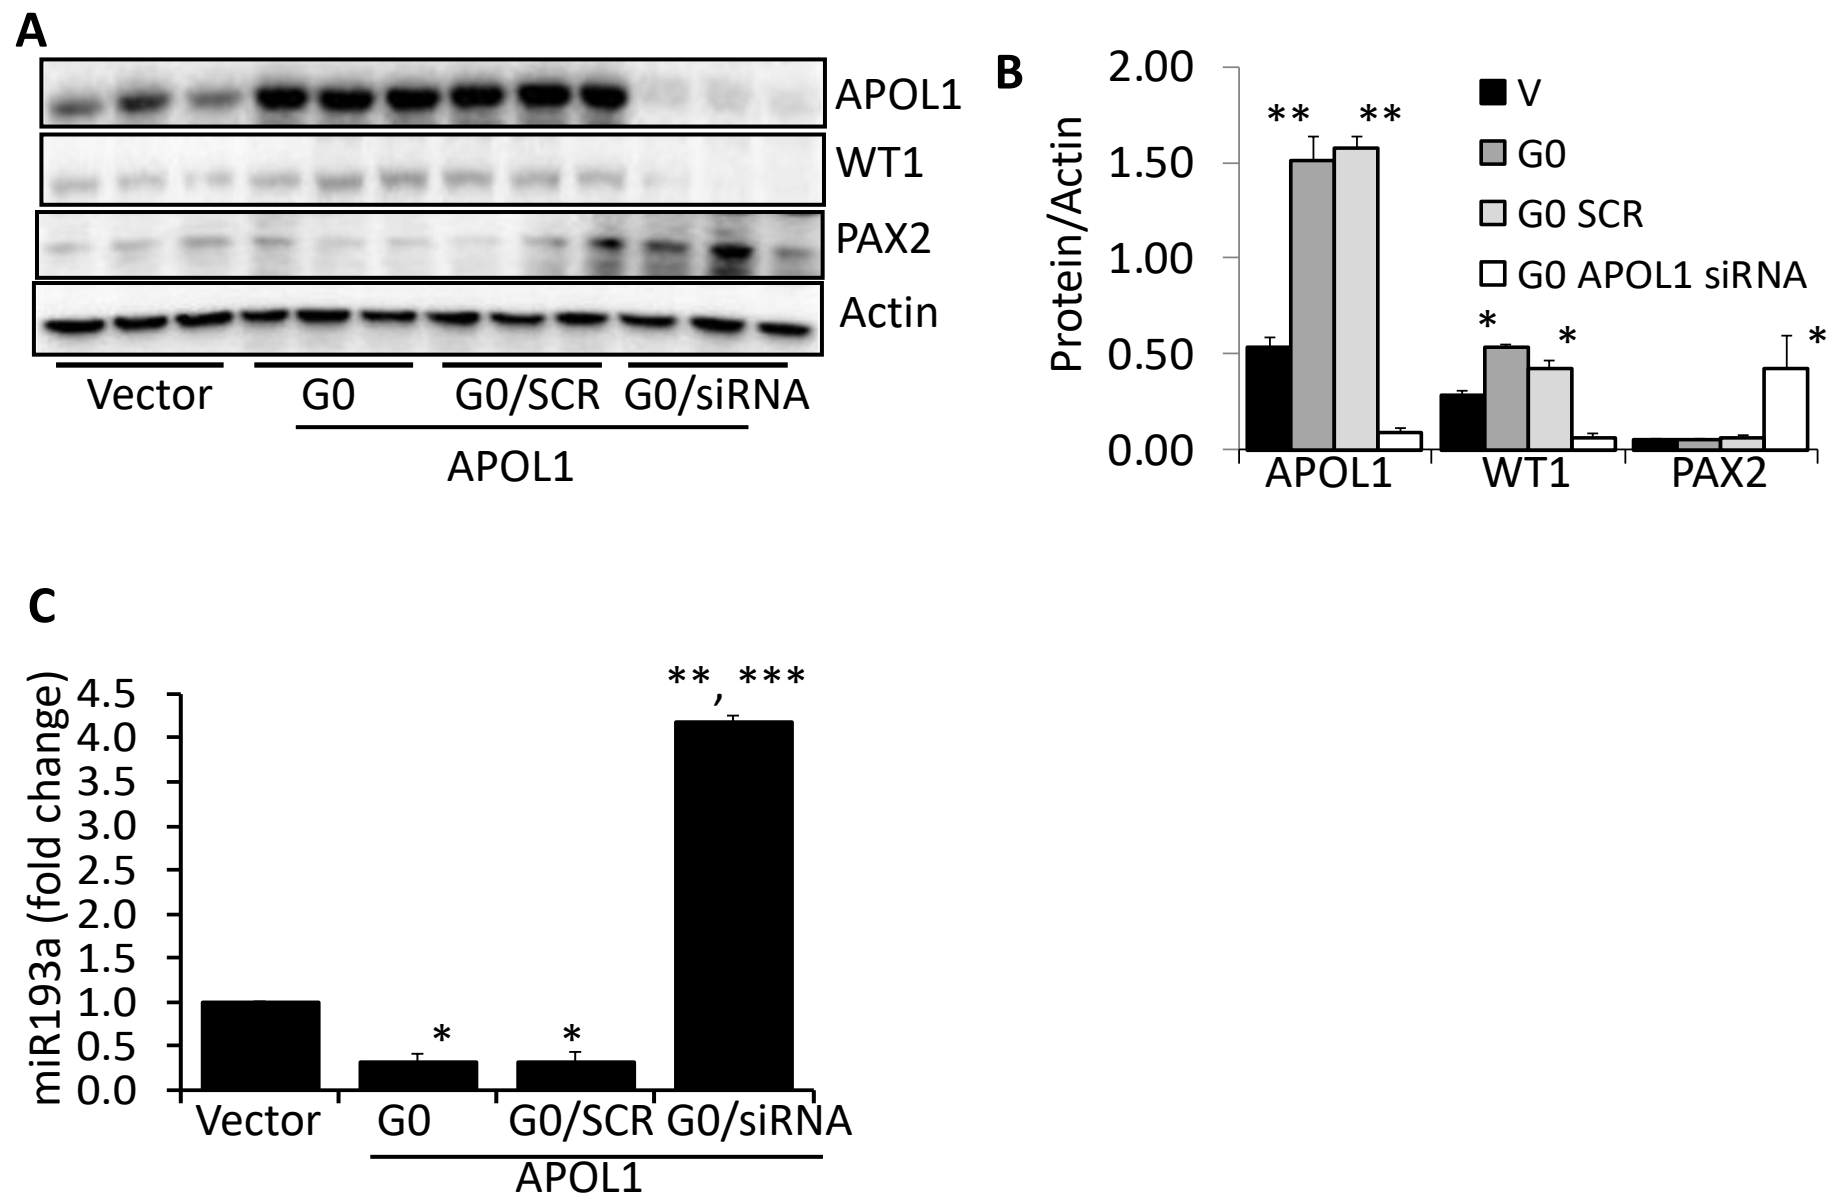 A
APOL1
WT1
PAX2
Actin
Vector G0 G0/SCR G0/siRNA
APOL1
B
Protein/Actin
2.00
1.50
1.00
0.50
0.00
** **
* *
*
V
G0
G0 SCR
G0 APOL1 siRNA
APOL1 WT1 PAX2
C
miR193a (fold change)
4.5
4.0
3.5
3.0
2.5
2.0
1.5
1.0
0.5
0.0
**, ***
* *
Vector G0 G0/SCR G0/siRNA
APOL1